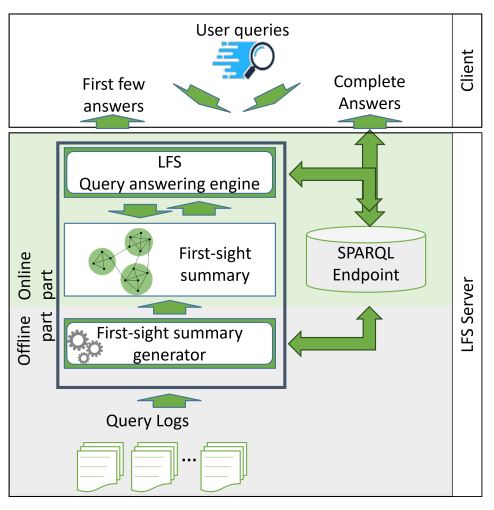 User queries
First few
answers
Complete
Answers
Client
LFS
Query answering engine
First-sight
summary
SPARQL
Endpoint
Online
part
Offline
part
First-sight summary
generator
LFS Server
Query Logs
...